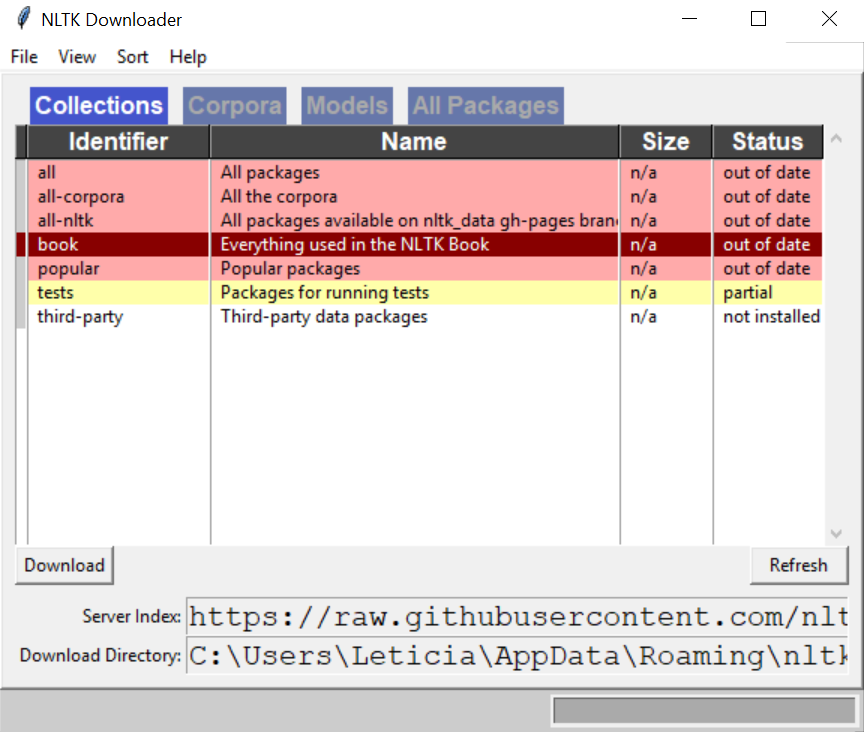 NLTK Downloader
File View Sort Help
Collections Corpora Models All Packages
Identifier Name Size Status
all All packages n/a out of date
all-corpora All the corpora n/a out of date
all-nltk All packages available on nltk_data gh-pages bran n/a out of date
book Everything used in the NLTK Book n/a out of date
popular Popular packages n/a out of date
tests Packages for running tests n/a partial
third-party Third-party data packages n/a not installed
Download Refresh
Server Index: https://raw.githubusercontent.com/nlt
Download Directory: C:\Users\Leticia\AppData\Roaming\nltk